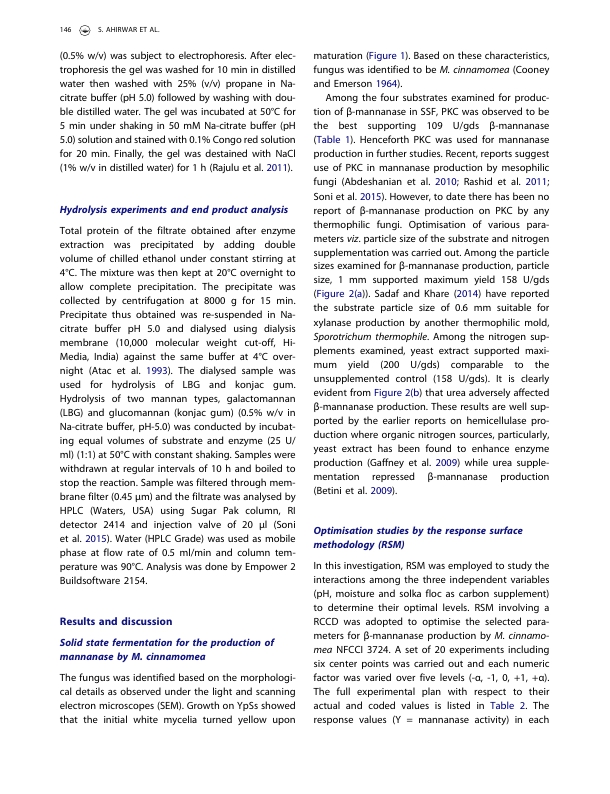 146 S. AHIRWAR ET AL.
(0.5% w/v) was subject to electrophoresis. After elec-
trophoresis the gel was washed for 10 min in distilled
water then washed with 25% (v/v) propane in Na-
citrate buffer (pH 5.0) followed by washing with dou-
ble distilled water. The gel was incubated at 50°C for
5 min under shaking in 50 mM Na-citrate buffer (pH
5.0) solution and stained with 0.1% Congo red solution
for 20 min. Finally, the gel was destained with NaCl
(1% w/v in distilled water) for 1 h (Rajulu et al. 2011).
Hydrolysis experiments and end product analysis
Total protein of the filtrate obtained after enzyme
extraction was precipitated by adding double
volume of chilled ethanol under constant stirring at
4°C. The mixture was then kept at 20°C overnight to
allow complete precipitation. The precipitate was
collected by centrifugation at 8000 g for 15 min.
Precipitate thus obtained was re-suspended in Na-
citrate buffer pH 5.0 and dialysed using dialysis
membrane (10,000 molecular weight cut-off, Hi-
Media, India) against the same buffer at 4°C over-
night (Atac et al. 1993). The dialysed sample was
used for hydrolysis of LBG and konjac gum.
Hydrolysis of two mannan types, galactomannan
(LBG) and glucomannan (konjac gum) (0.5% w/v in
Na-citrate buffer, pH-5.0) was conducted by incubat-
ing equal volumes of substrate and enzyme (25 U/
ml) (1:1) at 50°C with constant shaking. Samples were
withdrawn at regular intervals of 10 h and boiled to
stop the reaction. Sample was filtered through mem-
brane filter (0.45 μm) and the filtrate was analysed by
HPLC (Waters, USA) using Sugar Pak column, RI
detector 2414 and injection valve of 20 μl (Soni
et al. 2015). Water (HPLC Grade) was used as mobile
phase at flow rate of 0.5 ml/min and column tem-
perature was 90°C. Analysis was done by Empower 2
Buildsoftware 2154.
Results and discussion
Solid state fermentation for the production of
mannanase by M. cinnamomea
The fungus was identified based on the morphologi-
cal details as observed under the light and scanning
electron microscopes (SEM). Growth on YpSs showed
that the initial white mycelia turned yellow upon
maturation (Figure 1). Based on these characteristics,
fungus was identified to be M. cinnamomea (Cooney
and Emerson 1964).
Among the four substrates examined for produc-
tion of β-mannanase in SSF, PKC was observed to be
the best supporting 109 U/gds β-mannanase
(Table 1). Henceforth PKC was used for mannanase
production in further studies. Recent, reports suggest
use of PKC in mannanase production by mesophilic
fungi (Abdeshanian et al. 2010; Rashid et al. 2011;
Soni et al. 2015). However, to date there has been no
report of β-mannanase production on PKC by any
thermophilic fungi. Optimisation of various para-
meters viz. particle size of the substrate and nitrogen
supplementation was carried out. Among the particle
sizes examined for β-mannanase production, particle
size, 1 mm supported maximum yield 158 U/gds
(Figure 2(a)). Sadaf and Khare (2014) have reported
the substrate particle size of 0.6 mm suitable for
xylanase production by another thermophilic mold,
Sporotrichum thermophile. Among the nitrogen sup-
plements examined, yeast extract supported maxi-
mum yield (200 U/gds) comparable to the
unsupplemented control (158 U/gds). It is clearly
evident from Figure 2(b) that urea adversely affected
β-mannanase production. These results are well sup-
ported by the earlier reports on hemicellulase pro-
duction where organic nitrogen sources, particularly,
yeast extract has been found to enhance enzyme
production (Gaffney et al. 2009) while urea supple-
mentation repressed β-mannanase production
(Betini et al. 2009).
Optimisation studies by the response surface
methodology (RSM)
In this investigation, RSM was employed to study the
interactions among the three independent variables
(pH, moisture and solka floc as carbon supplement)
to determine their optimal levels. RSM involving a
RCCD was adopted to optimise the selected para-
meters for β-mannanase production by M. cinnamo-
mea NFCCI 3724. A set of 20 experiments including
six center points was carried out and each numeric
factor was varied over five levels (-α, -1, 0, +1, +α).
The full experimental plan with respect to their
actual and coded values is listed in Table 2. The
response values (Y = mannanase activity) in each